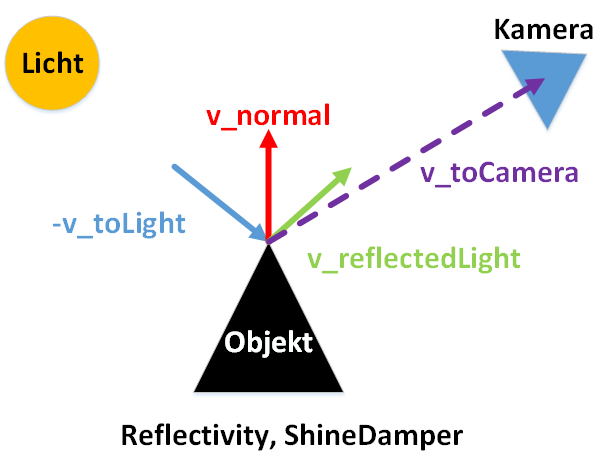 Kamera
Licht
v_normal
v_toCamera
-v_toLight
v_reflectedLight
Objekt
Reflectivity, ShineDamper